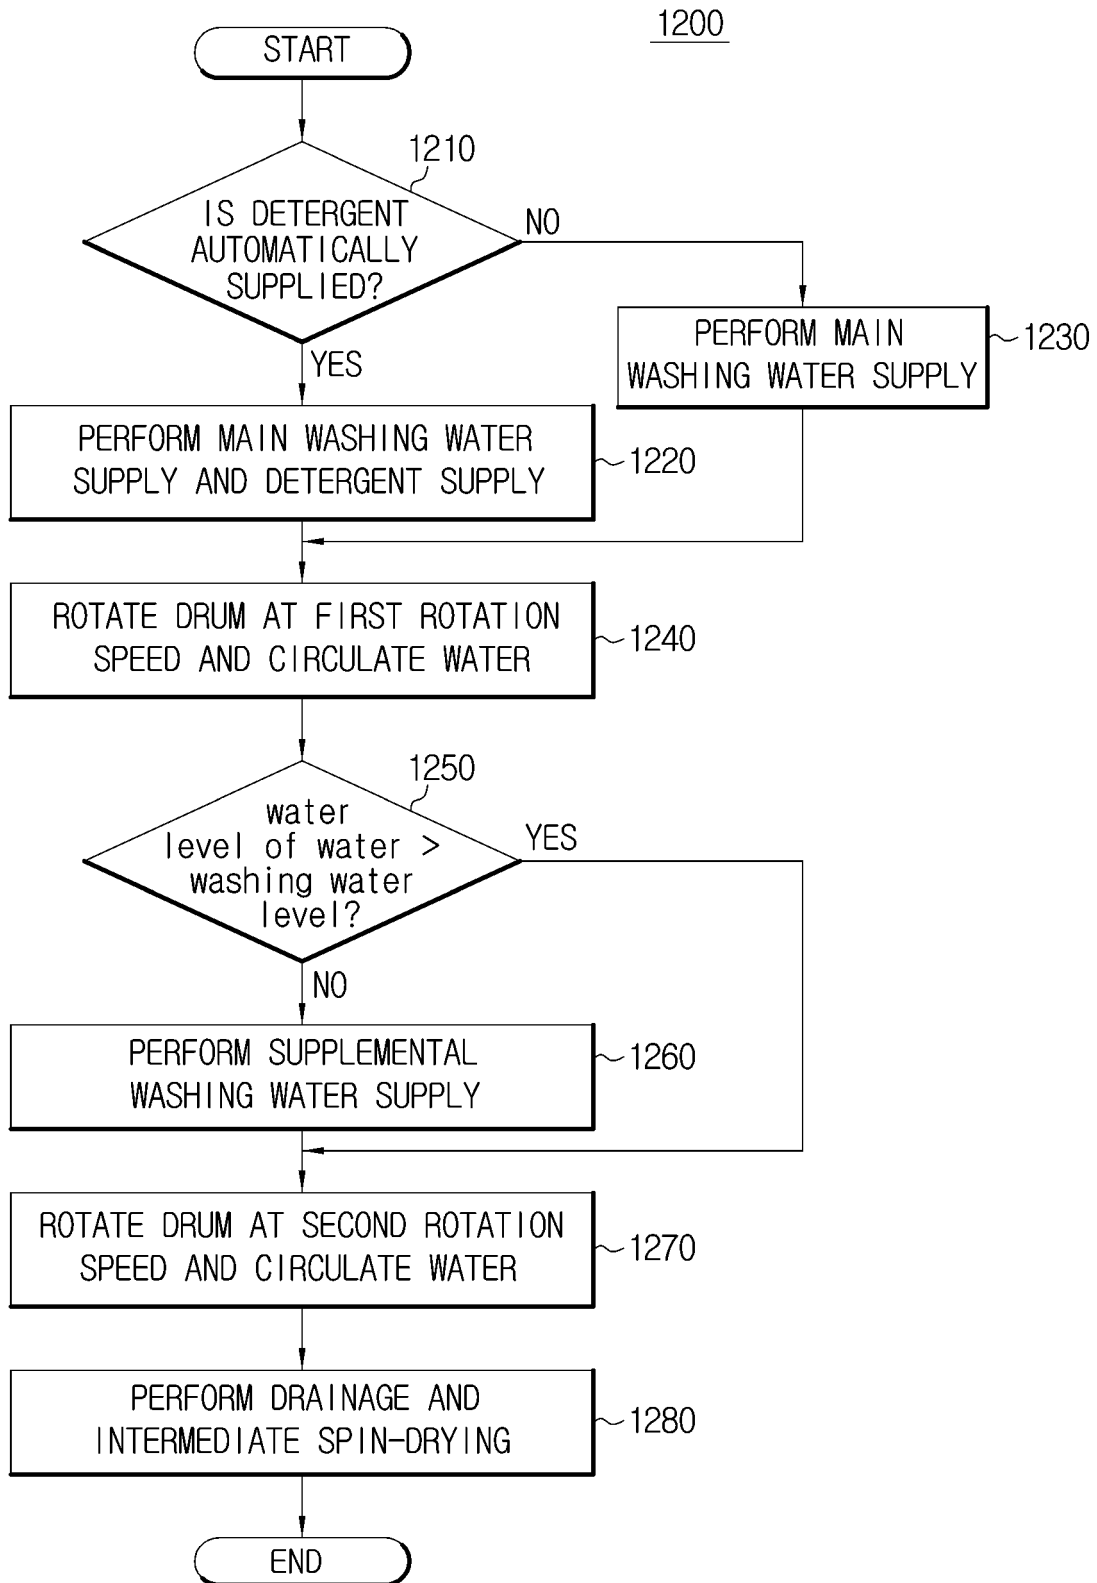 1200
START
1210
IS DETERGENT
AUTOMATICALLY
SUPPLIED?
NO
YES
PERFORM MAIN
WASHING WATER SUPPLY
1230
PERFORM MAIN WASHING WATER
SUPPLY AND DETERGENT SUPPLY
1220
ROTATE DRUM AT FIRST ROTATION
SPEED AND CIRCULATE WATER
1240
1250
water
level of water >
washing water
level?
YES
NO
PERFORM SUPPLEMENTAL
WASHING WATER SUPPLY
1260
ROTATE DRUM AT SECOND ROTATION
SPEED AND CIRCULATE WATER
1270
PERFORM DRAINAGE AND
INTERMEDIATE SPIN-DRYING
1280
END